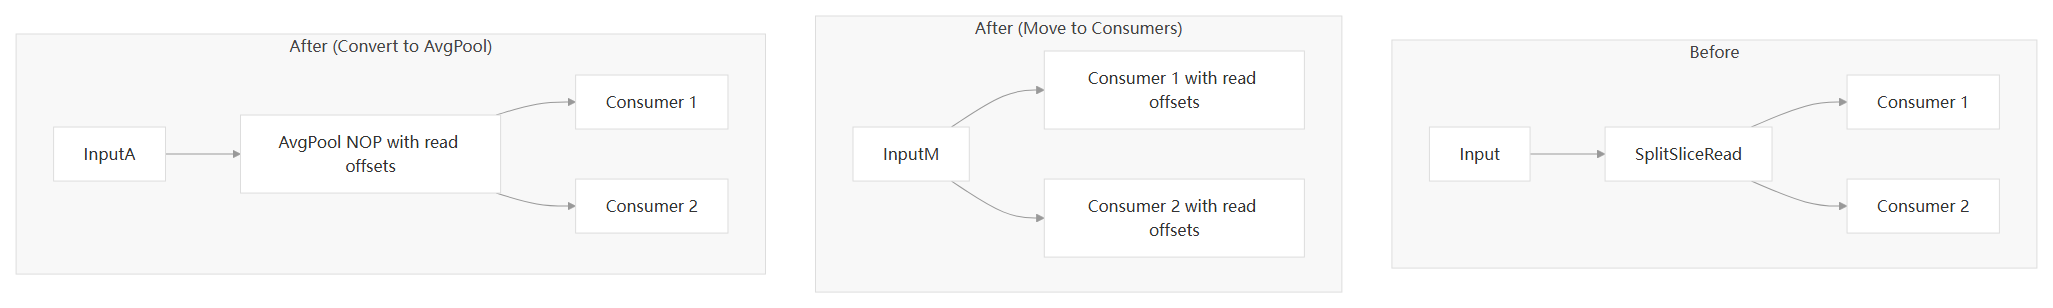 After (Convert to AvgPool)
InputA
AvgPool NOP with read
offsets
Consumer 1
Consumer 2
After (Move to Consumers)
InputM
Consumer 1 with read
offsets
Consumer 2 with read
offsets
Before
Input
SplitSliceRead
Consumer 1
Consumer 2